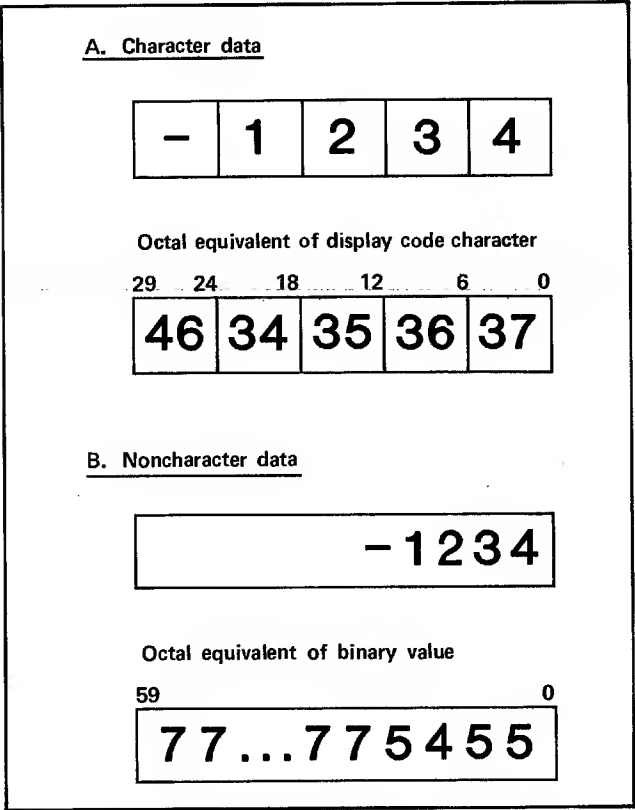 A. Character data
- 1 2 3 4
Octal equivalent of display code character
29 24 18 12 6 0
46 34 35 36 37
B. Noncharacter data
-1234
Octal equivalent of binary value
59 0
77...775455